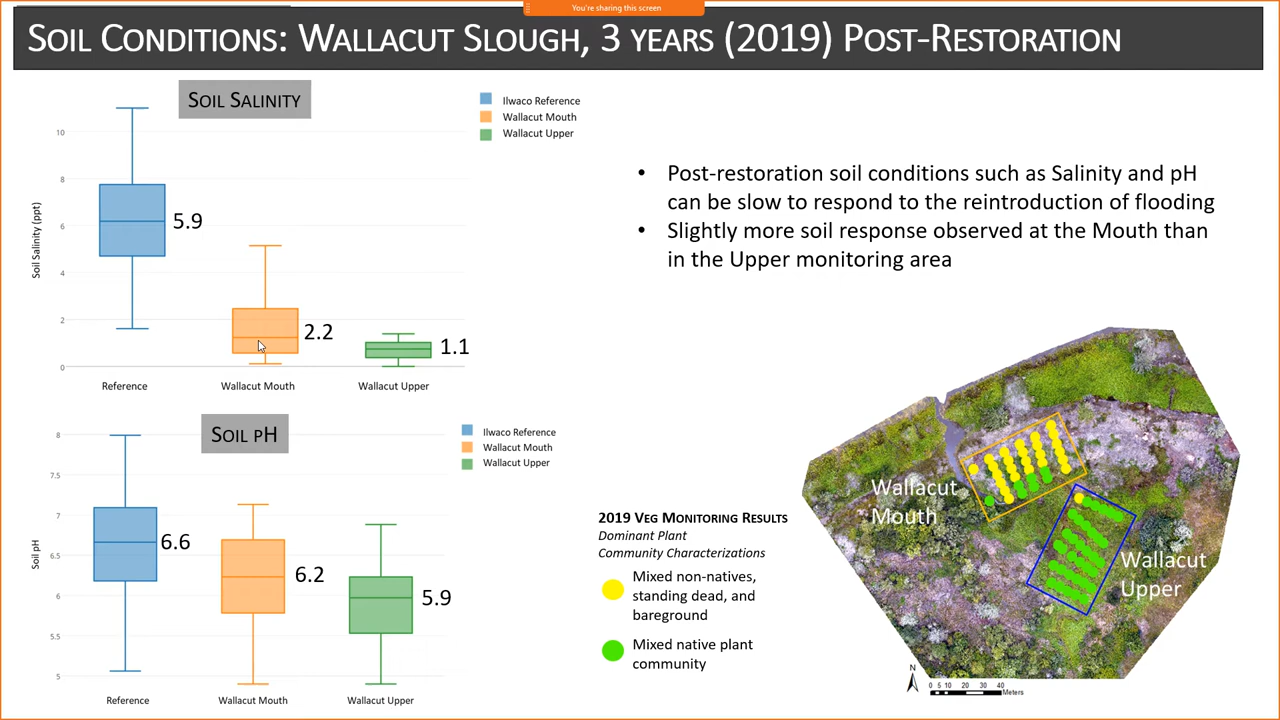 You're sharing this screen
SOIL CONDITIONS: WALLACUT SLOUGH, 3 YEARS (2019) POST-RESTORATION
SOIL SALINITY
Ilwaco Reference
Wallacut Mouth
Wallacut Upper
Soil Salinity (ppt)
10
8
6
4
2
0
5.9
2.2
1.1
Reference
Wallacut Mouth
Wallacut Upper
• Post-restoration soil conditions such as Salinity and pH
can be slow to respond to the reintroduction of flooding
• Slightly more soil response observed at the Mouth than
in the Upper monitoring area
SOIL PH
Ilwaco Reference
Wallacut Mouth
Wallacut Upper
Soil pH
8
7.5
7
6.5
6
5.5
5
6.6
6.2
5.9
Reference
Wallacut Mouth
Wallacut Upper
2019 VEG MONITORING RESULTS
Dominant Plant
Community Characterizations
Mixed non-natives,
standing dead, and
bareground
Mixed native plant
community
Wallacut
Mouth
Wallacut
Upper
N
0 5 10 20 30 40
Meters